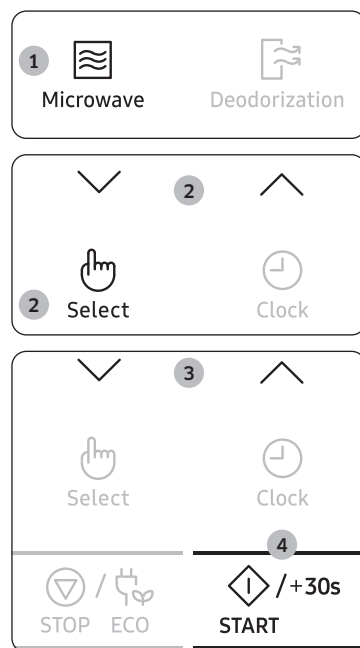 1
Microwave Deodorization
2
2 Select Clock
3
Select Clock
4
/ /+30s
STOP ECO START